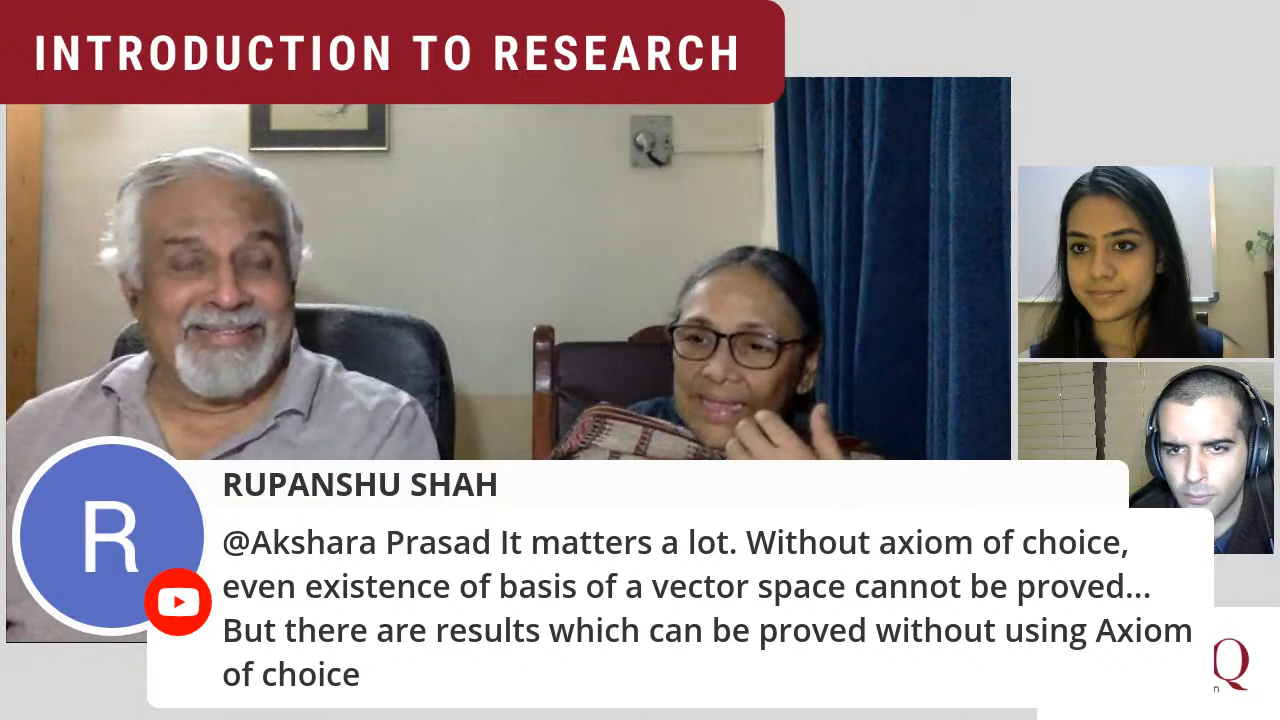 INTRODUCTION TO RESEARCH
R
RUPANSHU SHAH
@Akshara Prasad It matters a lot. Without axiom of choice,
even existence of basis of a vector space cannot be proved...
But there are results which can be proved without using Axiom
of choice
Q
n